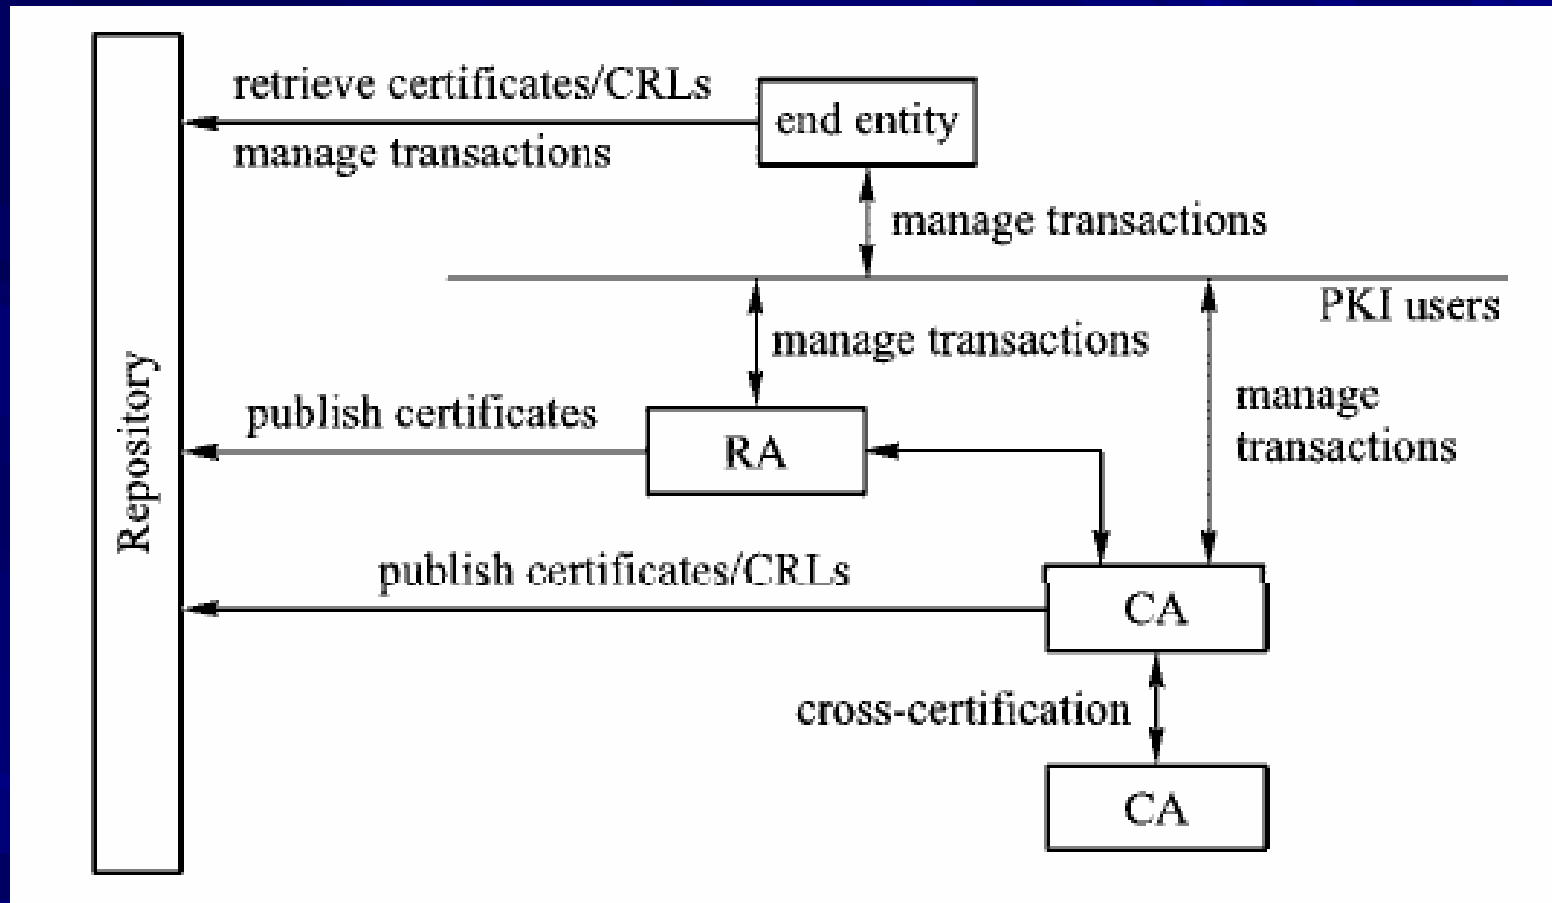 retrieve certificates/CRLs
end entity
manage transactions
manage transactions
PKI users
manage transactions
manage
transactions
publish certificates
RA
Repository
publish certificates/CRLs
CA
cross-certification
CA